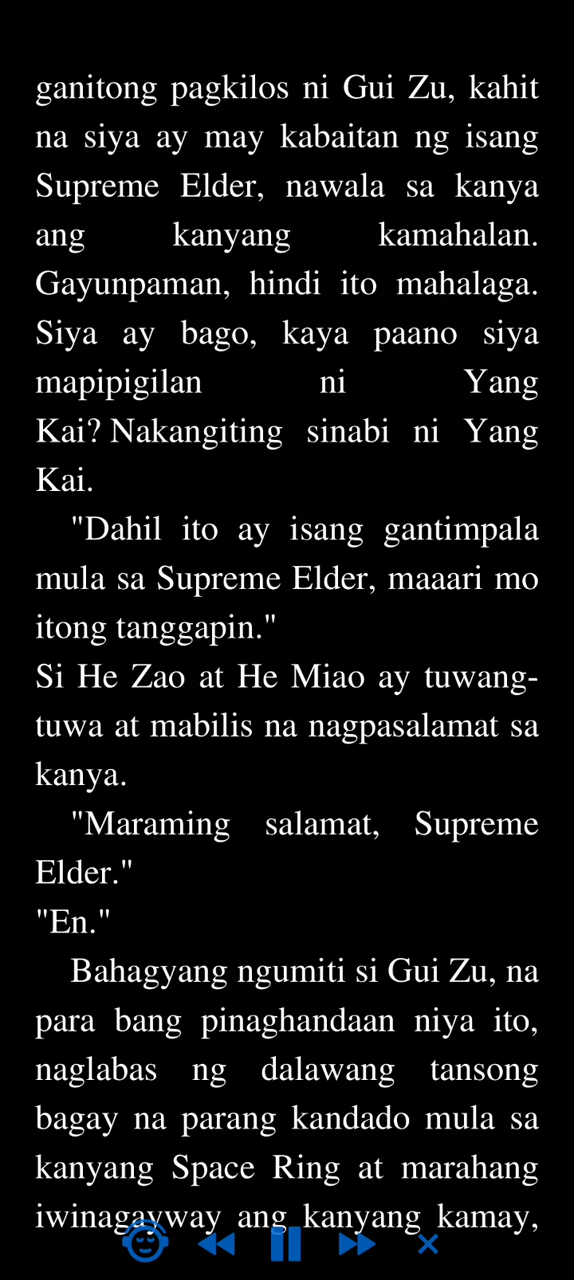 ganitong pagkilos ni Gui Zu, kahit
na siya ay may kabaitan ng isang
Supreme Elder, nawala sa kanya
ang kanyang kamahalan.
Gayunpaman, hindi ito mahalaga.
Siya ay bago, kaya paano siya
mapipigilan ni Yang
Kai? Nakangiting sinabi ni Yang
Kai.
"Dahil ito ay isang gantimpala
mula sa Supreme Elder, maaari mo
itong tanggapin."
Si He Zao at He Miao ay tuwang-
tuwa at mabilis na nagpasalamat sa
kanya.
"Maraming salamat, Supreme
Elder."
"En."
Bahagyang ngumiti si Gui Zu, na
para bang pinaghandaan niya ito,
naglabas ng dalawang tansong
bagay na parang kandado mula sa
kanyang Space Ring at marahang
iwinagayway ang kanyang kamay,